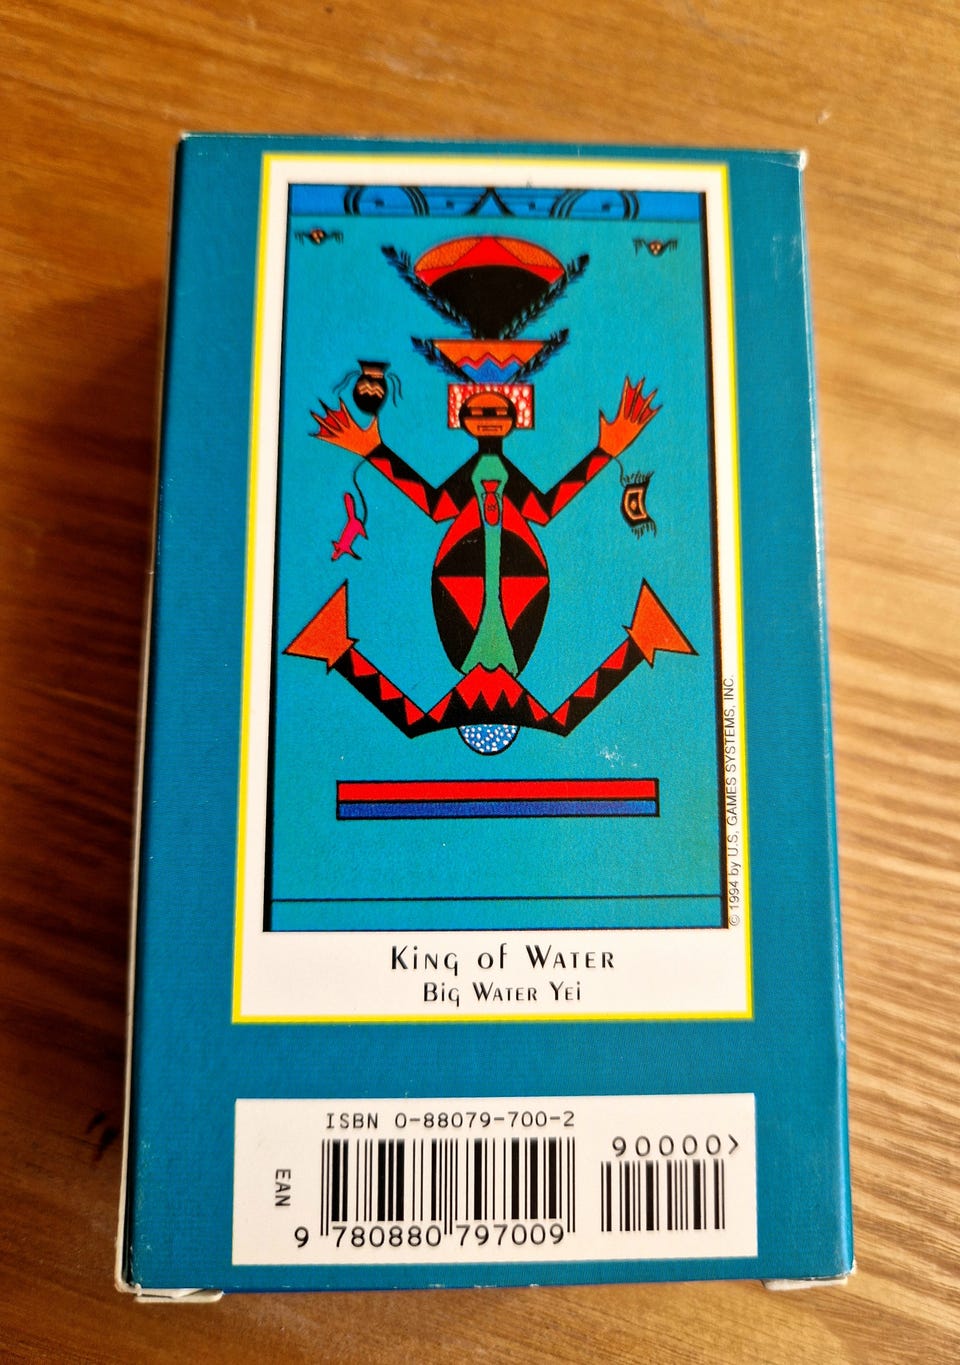 © 1994 by U.S. GAMES SYSTEMS, INC.
King of Water
Big Water Yei
ISBN 0-88079-700-2
90000>
EAN
9 780880 797009